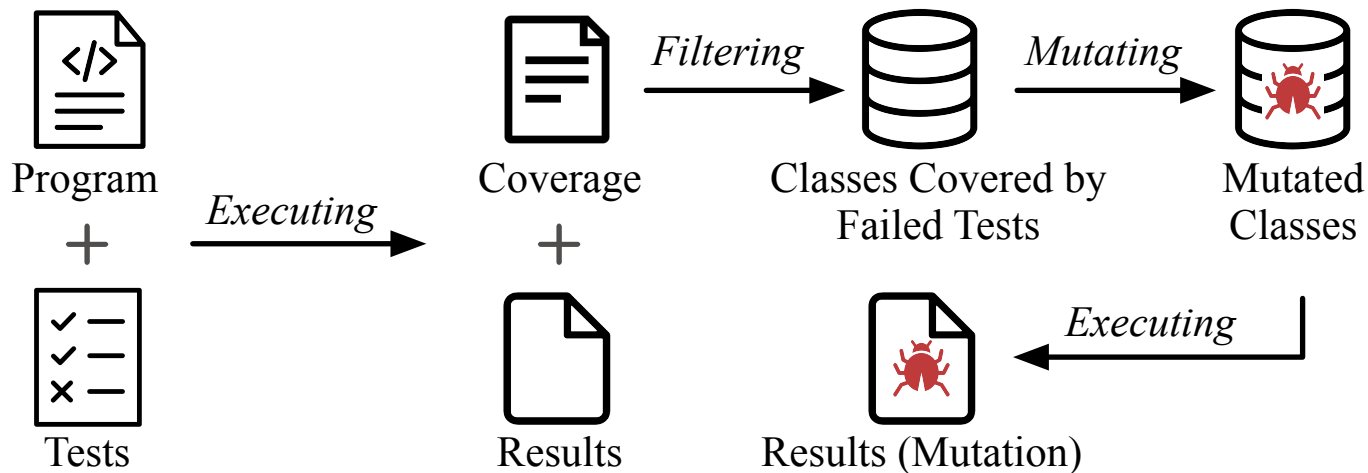 </>
Filtering
Mutating
Program
Coverage
Classes Covered by
Failed Tests
Mutated
Classes
+
Executing
+
Executing
Tests
Results
Results (Mutation)